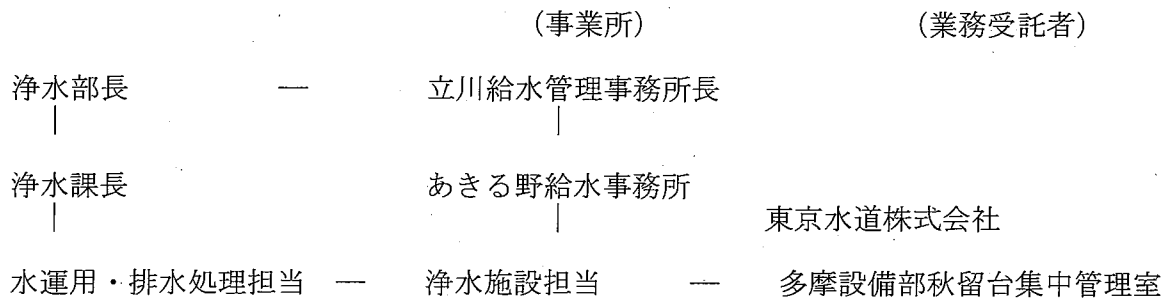 （事業所） （業務受託者）
浄水部長 — 立川給水管理事務所長
浄水課長 あきる野給水事務所
東京水道株式会社
水運用・排水処理担当 — 浄水施設担当 — 多摩設備部秋留台集中管理室